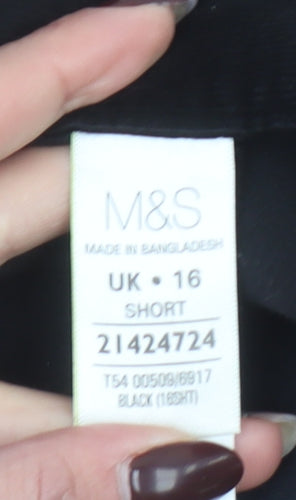 M&S
MADE IN BANGLADESH
UK • 16
SHORT
21424724
T54 00509/6917
BLACK (16SHT)